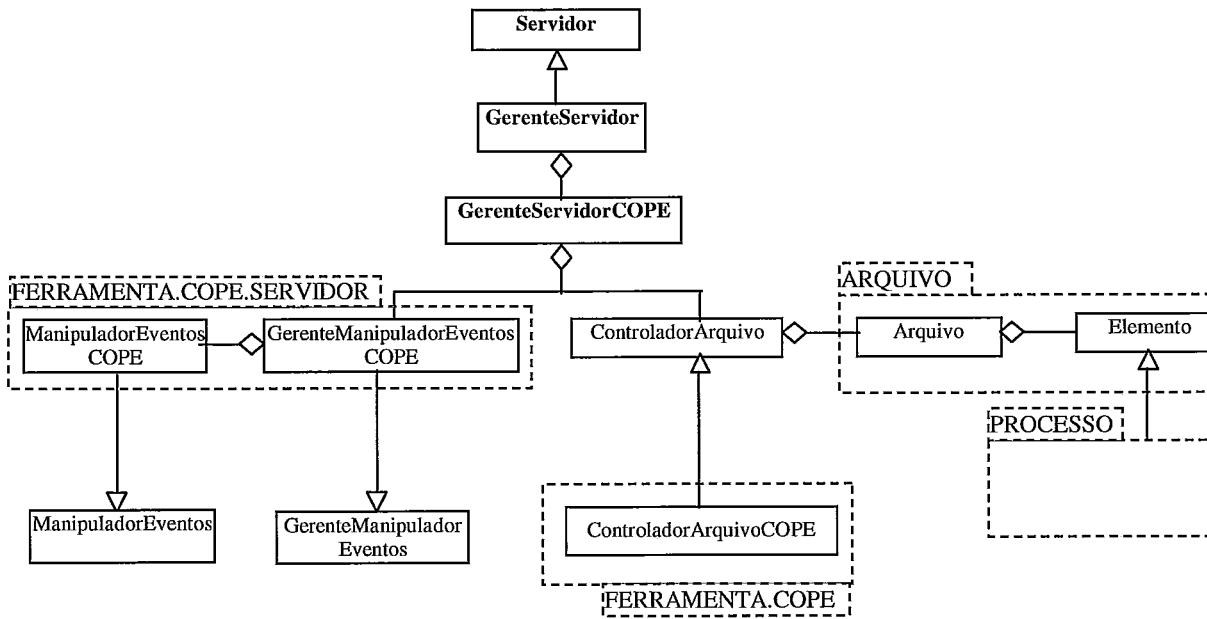 Servidor
GerenteServidor
GerenteServidorCOPE
FERRAMENTA.COPE.SERVIDOR
ARQUIVO
ManipuladorEventos
COPE
GerenteManipuladorEventos
COPE
ControladorArquivo
Arquivo
Elemento
PROCESSO
ManipuladorEventos
GerenteManipulador
Eventos
ControladorArquivoCOPE
FERRAMENTA.COPE